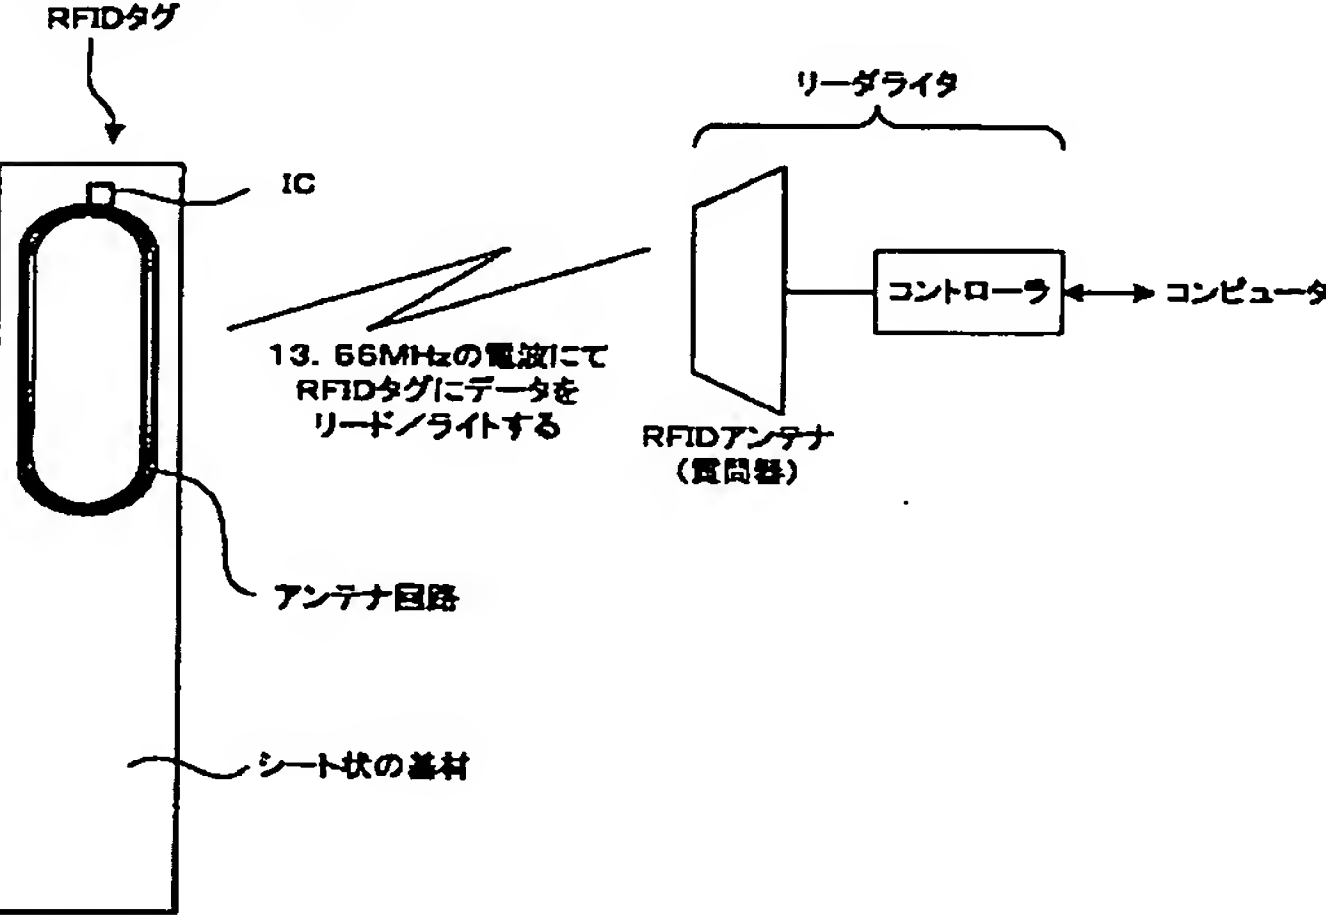 RFIDタグ
リーダライタ
IC
コントローラ
コンピュータ
13. 56MHzの電波にて
RFIDタグにデータを
リード/ライトする
RFIDアンテナ
(質問器)
アンテナ回路
シート状の基材